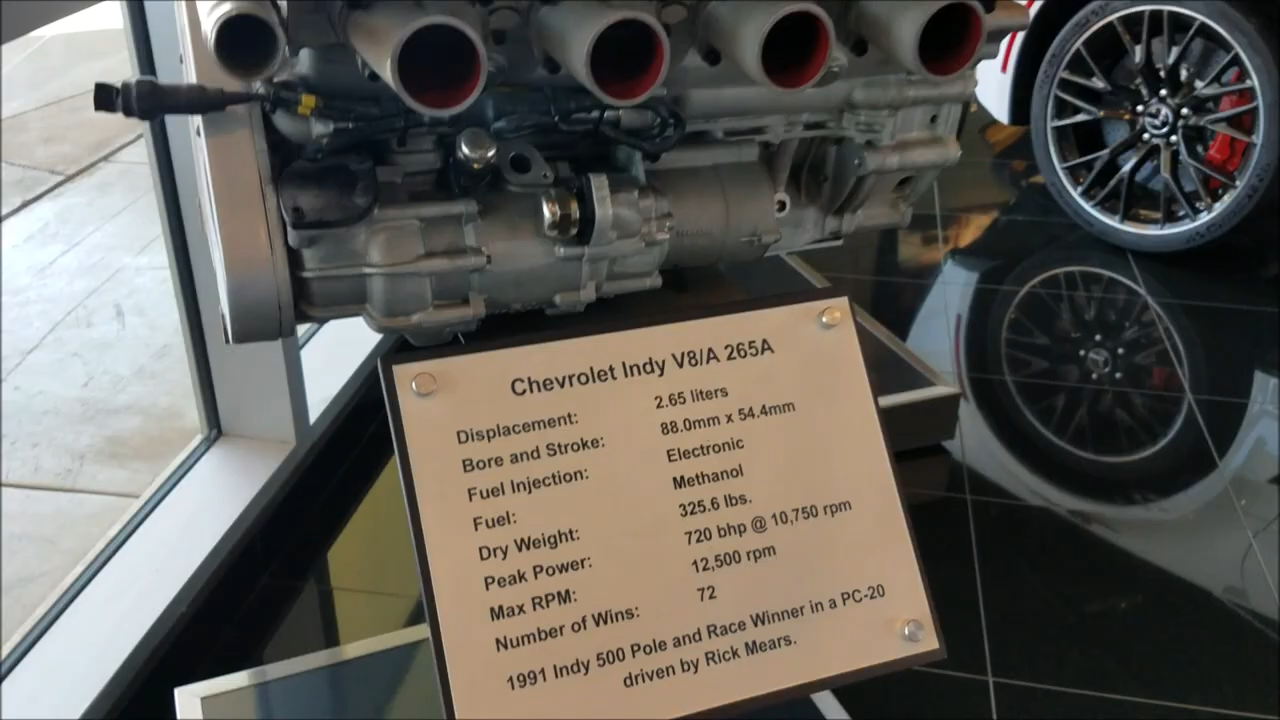 Chevrolet Indy V8/A 265A
Displacement: 2.65 liters
Bore and Stroke: 88.0mm x 54.4mm
Fuel Injection: Electronic
Fuel: Methanol
Dry Weight: 325.6 lbs.
Peak Power: 720 bhp @ 10,750 rpm
Max RPM: 12,500 rpm
Number of Wins: 72
1991 Indy 500 Pole and Race Winner in a PC-20
driven by Rick Mears.